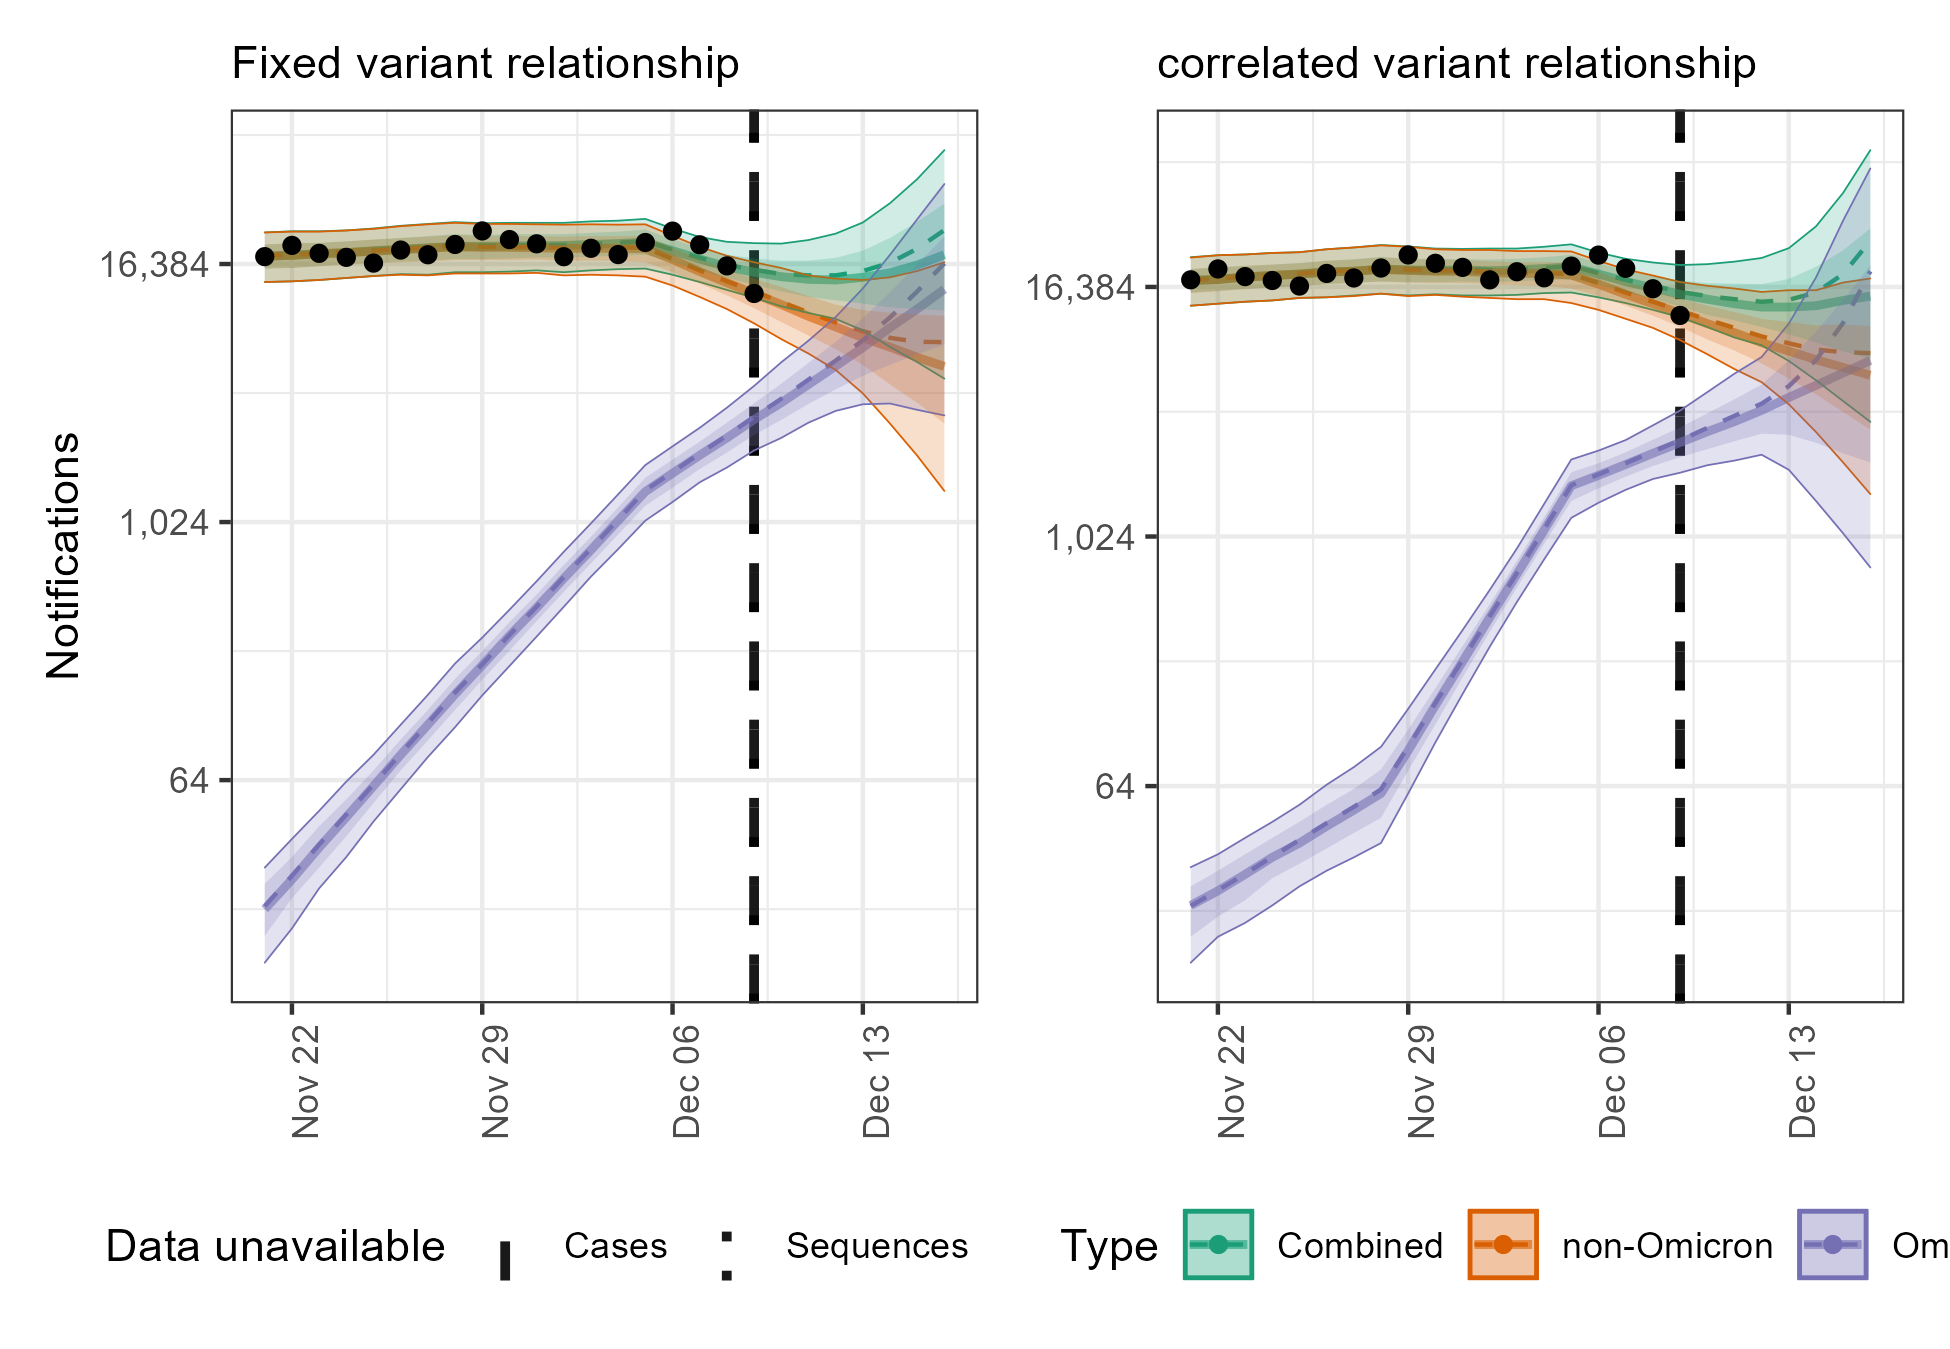 Fixed variant relationship
correlated variant relationship
Notifications
16,384
1,024
64
16,384
1,024
64
Nov 22
Nov 29
Dec 06
Dec 13
Nov 22
Nov 29
Dec 06
Dec 13
Data unavailable Cases Sequences Type Combined non-Omicron Om